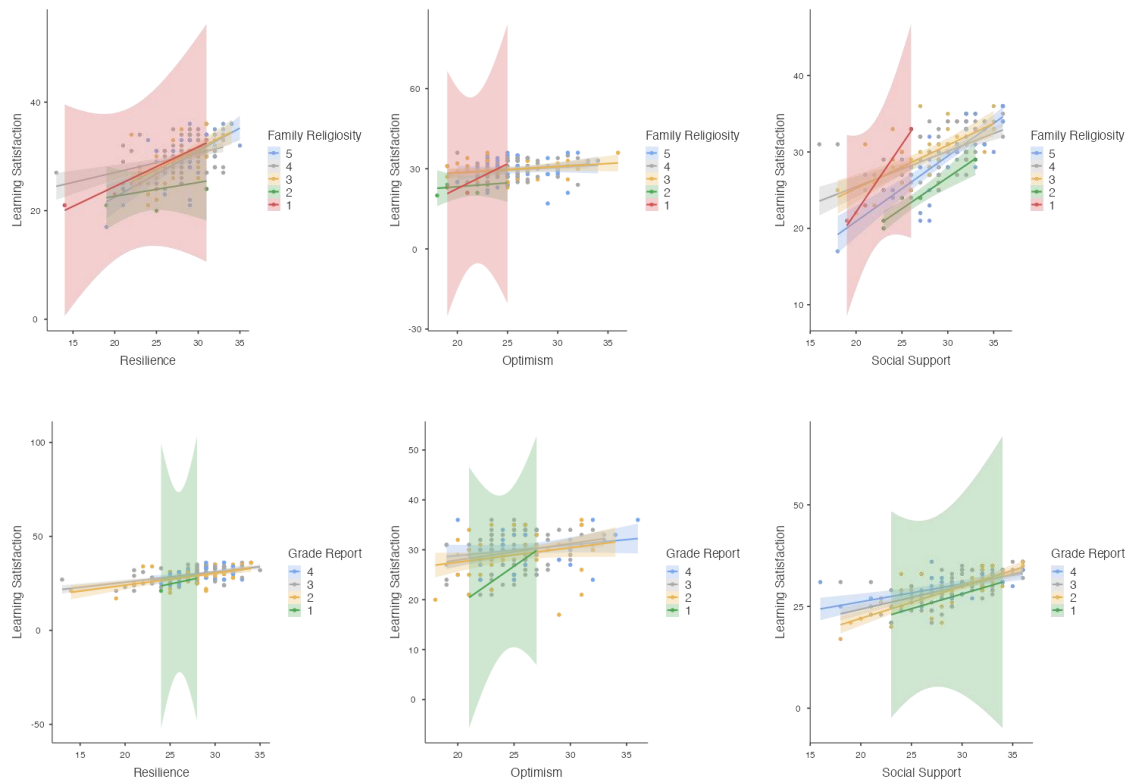 Learning Satisfaction
40
20
0
15 20 25 30 35
Resilience
Family Religiosity
5
4
3
2
1
Learning Satisfaction
60
30
0
-30
20 25 30 35
Optimism
Family Religiosity
5
4
3
2
1
Learning Satisfaction
40
30
20
10
15 20 25 30 35
Social Support
Family Religiosity
5
4
3
2
1
Learning Satisfaction
100
50
0
-50
15 20 25 30 35
Resilience
Grade Report
4
3
2
1
Learning Satisfaction
50
40
30
20
10
0
20 25 30 35
Optimism
Grade Report
4
3
2
1
Learning Satisfaction
50
25
0
15 20 25 30 35
Social Support
Grade Report
4
3
2
1